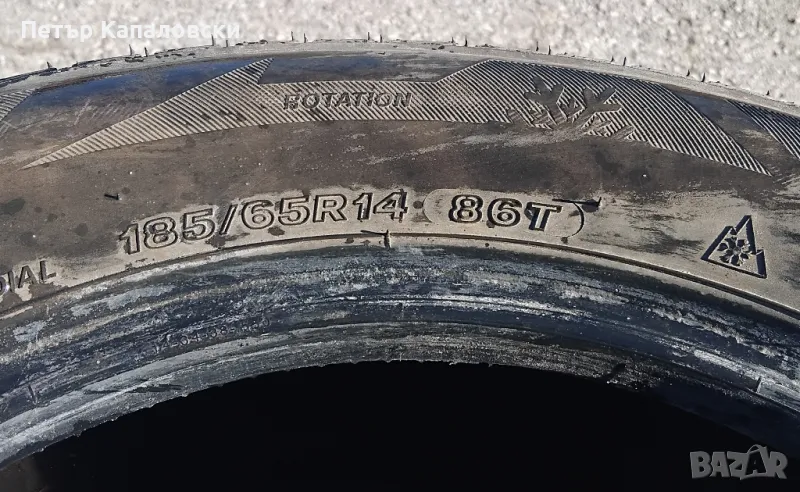 Петър Капаловски
ROTATION
185/65R14 86T
DIAL
BAZAR